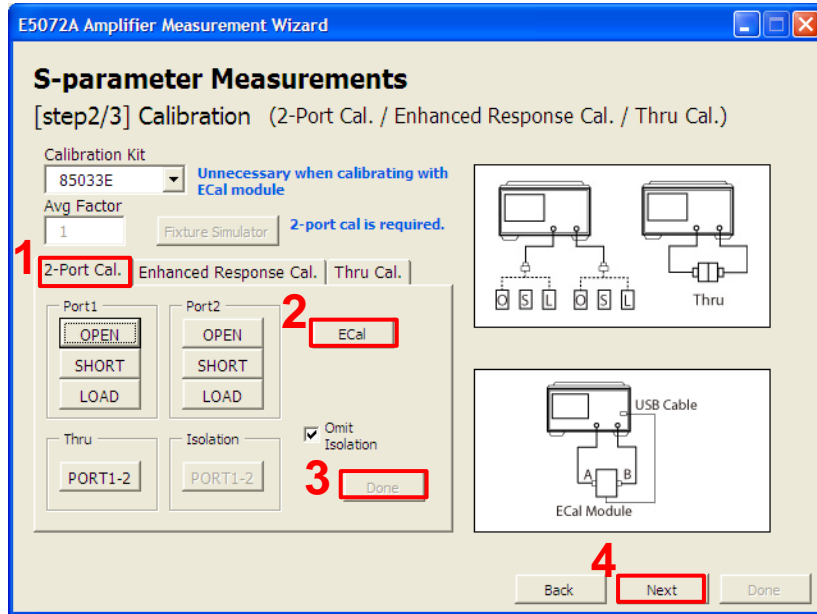 E5072A Amplifier Measurement Wizard
S-parameter Measurements
[step2/3] Calibration (2-Port Cal. / Enhanced Response Cal. / Thru Cal.)
Calibration Kit
85033E
Unnecessary when calibrating with
ECal module
Avg Factor
1
Fixture Simulator
2-port cal is required.
1
2-Port Cal.
Enhanced Response Cal.
Thru Cal.
Port1
OPEN
SHORT
LOAD
Port2
OPEN
SHORT
LOAD
2
ECal
Thru
PORT1-2
Isolation
PORT1-2
Omit
Isolation
3
Done
O S L O S L
Thru
USB Cable
A B
ECal Module
4
Back
Next
Done